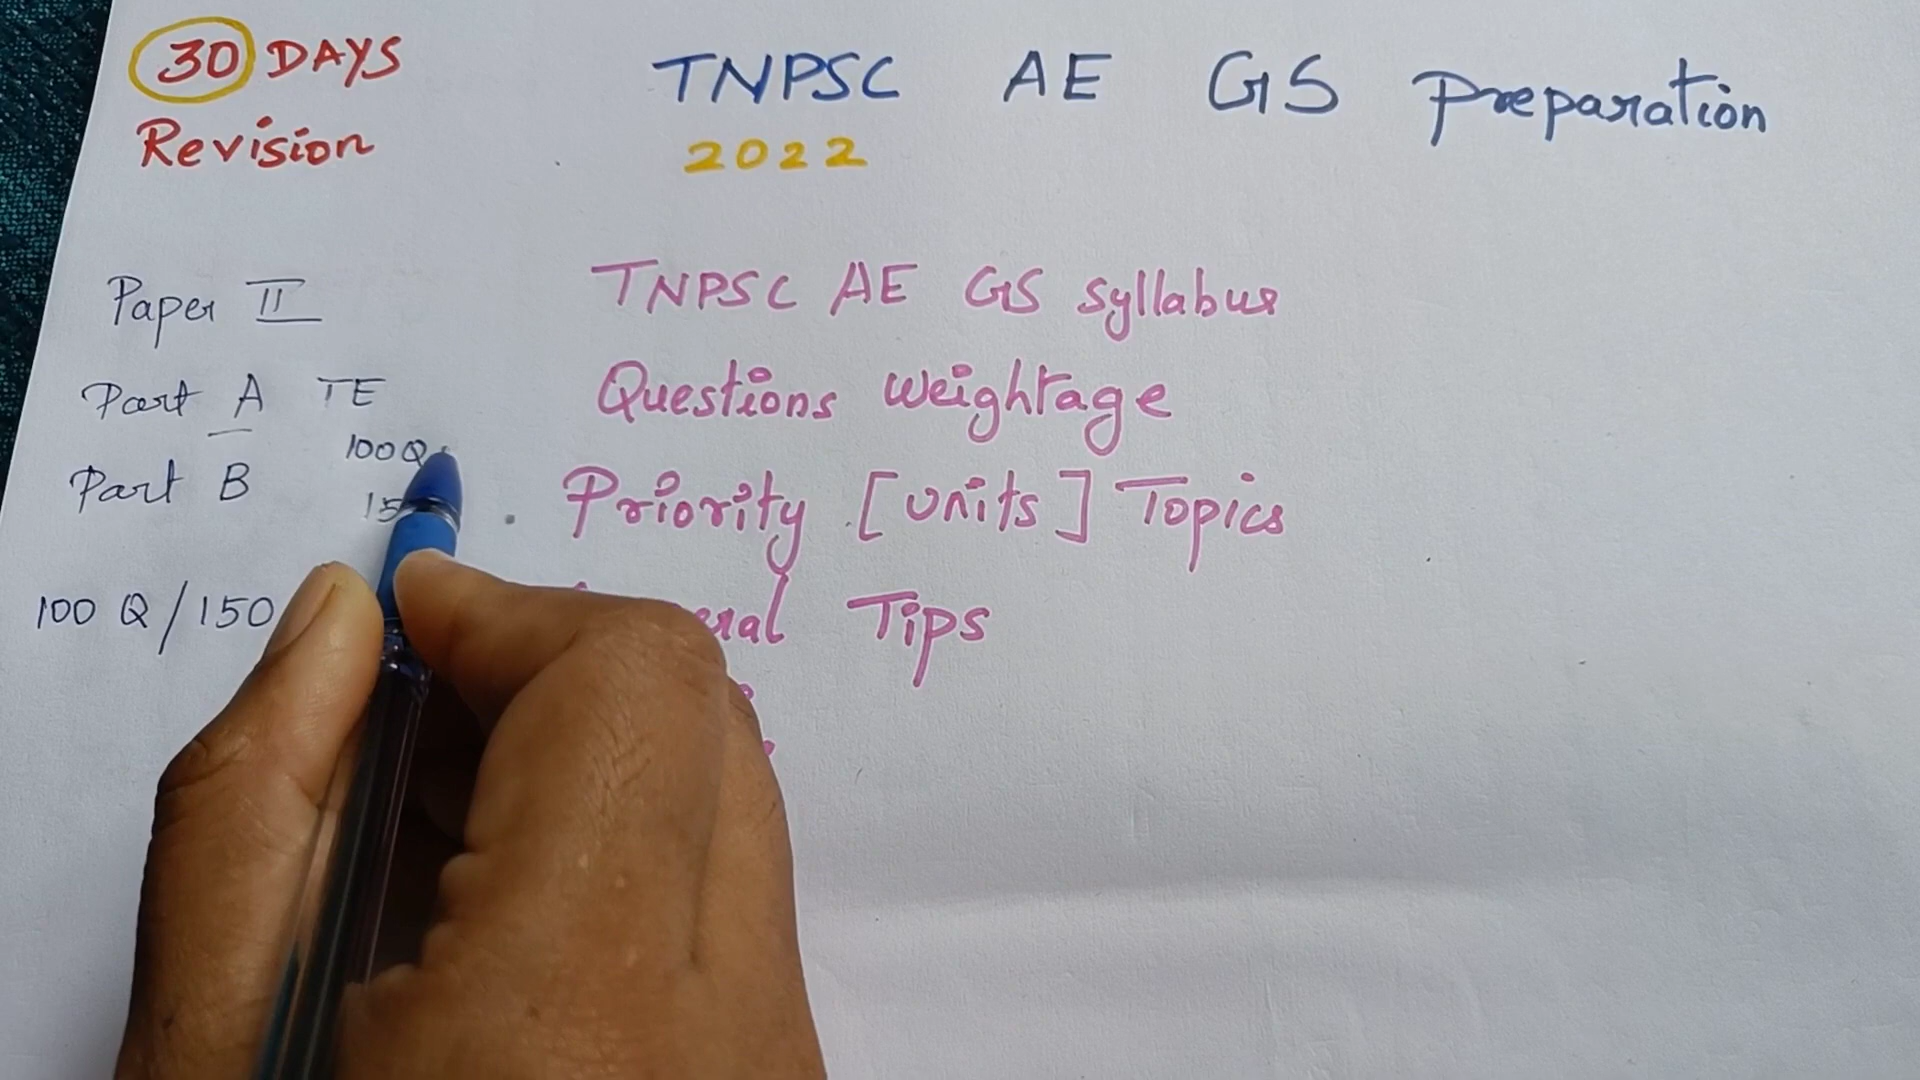 30 DAYS
Revision
TNPSC AE GS Preparation
2022
Paper II
Part A TE
100 Q
Part B
100 Q / 150
TNPSC AE GS Syllabus
Questions Weightage
Priority [Units] Topics
Tips